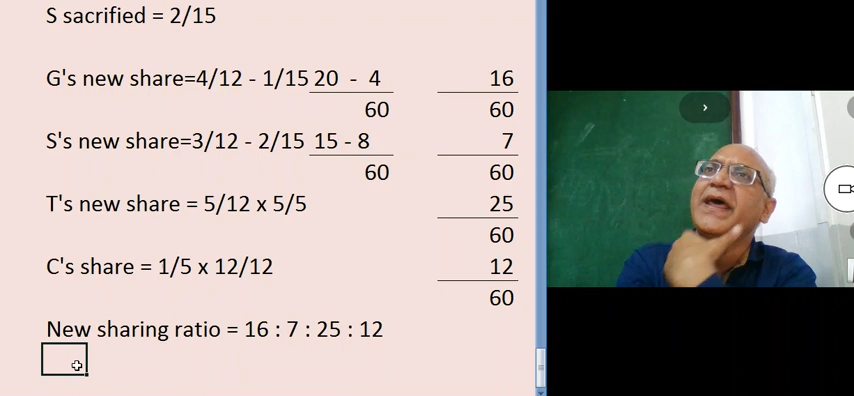 S sacrified = 2/15
G's new share=4/12 - 1/15 20 - 4 16
60 60
S's new share=3/12 - 2/15 15 - 8 7
60 60
T's new share = 5/12 x 5/5 25
60
C's share = 1/5 x 12/12 12
60
New sharing ratio = 16 : 7 : 25 : 12